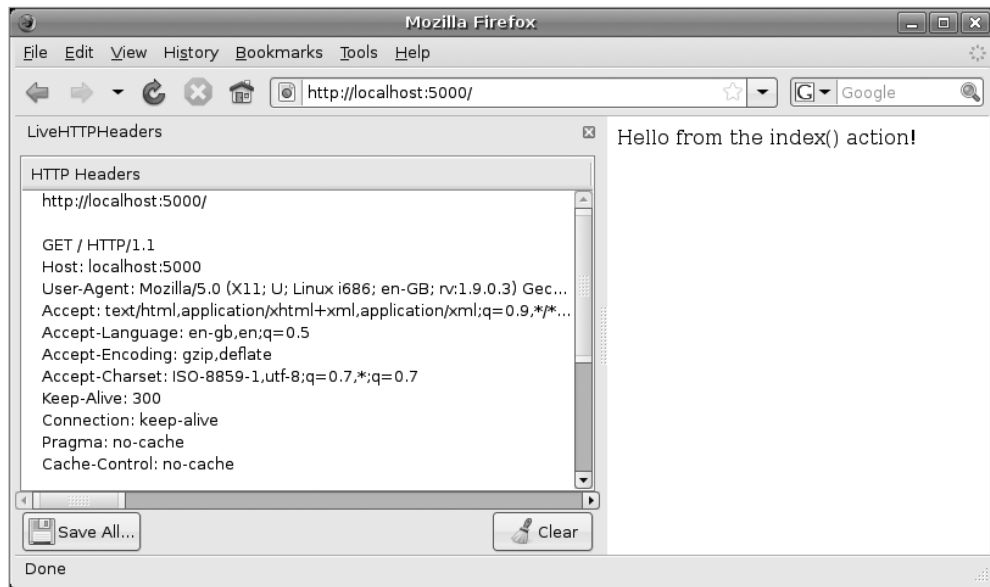 Mozilla Firefox
File Edit View History Bookmarks Tools Help
http://localhost:5000/
G Google
LiveHTTPHeaders
HTTP Headers
http://localhost:5000/
GET / HTTP/1.1
Host: localhost:5000
User-Agent: Mozilla/5.0 (X11; U; Linux i686; en-GB; rv:1.9.0.3) Gec...
Accept: text/html,application/xhtml+xml,application/xml;q=0.9,*/*...
Accept-Language: en-gb,en;q=0.5
Accept-Encoding: gzip,deflate
Accept-Charset: ISO-8859-1,utf-8;q=0.7,*;q=0.7
Keep-Alive: 300
Connection: keep-alive
Pragma: no-cache
Cache-Control: no-cache
Save All...
Clear
Hello from the index() action!
Done